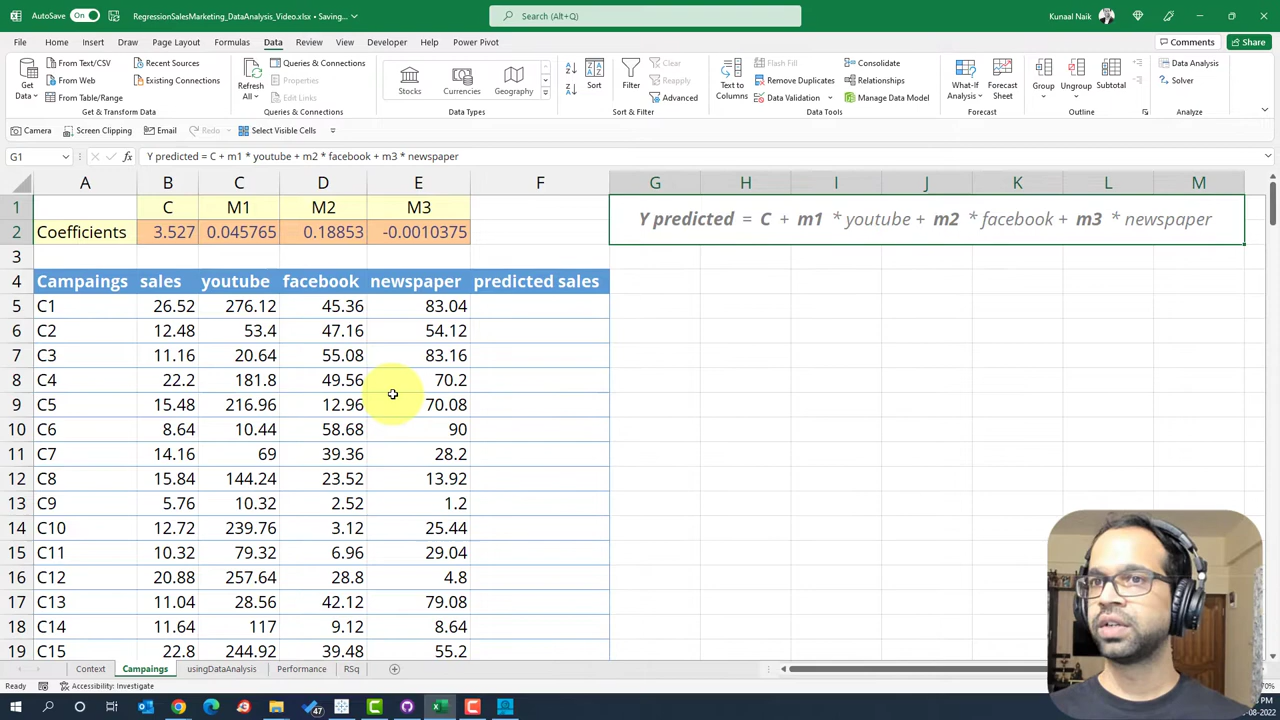 AutoSave On RegressionSalesMarketing_DataAnalysis_Video.xlsx • Saving... Search (Alt+Q) Kunaal Naik
File Home Insert Draw Page Layout Formulas Data Review View Developer Help Power Pivot Comments Share
Get Data From Text/CSV From Web From Table/Range Recent Sources Existing Connections
Get & Transform Data
Refresh All Queries & Connections Properties Edit Links
Queries & Connections
Stocks Currencies Geography
Data Types
Sort Filter Clear Reapply Advanced
Sort & Filter
Text to Columns Flash Fill Remove Duplicates Data Validation Consolidate Relationships Manage Data Model
Data Tools
What-If Analysis Forecast Sheet
Forecast
Group Ungroup Subtotal
Outline
Data Analysis Solver
Analyze
Camera Screen Clipping Email Redo Select Visible Cells
G1 fx Y predicted = C + m1 * youtube + m2 * facebook + m3 * newspaper
A B C D E F G H I J K L M
1 C M1 M2 M3 Y predicted = C + m1 * youtube + m2 * facebook + m3 * newspaper
2 Coefficients 3.527 0.045765 0.18853 -0.0010375
3
4 Campaings sales youtube facebook newspaper predicted sales
5 C1 26.52 276.12 45.36 83.04
6 C2 12.48 53.4 47.16 54.12
7 C3 11.16 20.64 55.08 83.16
8 C4 22.2 181.8 49.56 70.2
9 C5 15.48 216.96 12.96 70.08
10 C6 8.64 10.44 58.68 90
11 C7 14.16 69 39.36 28.2
12 C8 15.84 144.24 23.52 13.92
13 C9 5.76 10.32 2.52 1.2
14 C10 12.72 239.76 3.12 25.44
15 C11 10.32 79.32 6.96 29.04
16 C12 20.88 257.64 28.8 4.8
17 C13 11.04 28.56 42.12 79.08
18 C14 11.64 117 9.12 8.64
19 C15 22.8 244.92 39.48 55.2
Context Campaings usingDataAnalysis Performance RSq
Ready Accessibility: Investigate